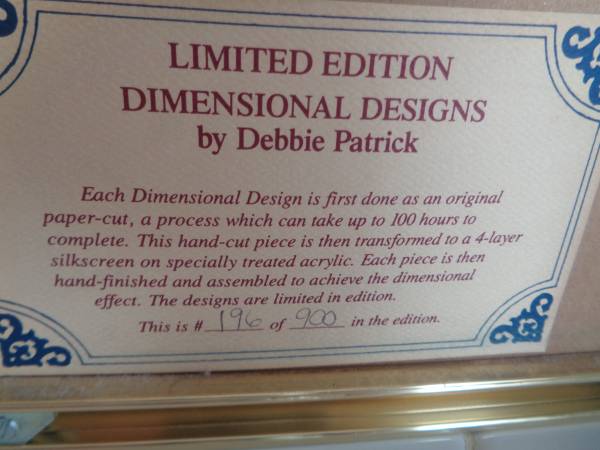 LIMITED EDITION
DIMENSIONAL DESIGNS
by Debbie Patrick
Each Dimensional Design is first done as an original
paper-cut, a process which can take up to 100 hours to
complete. This hand-cut piece is then transformed to a 4-layer
silkscreen on specially treated acrylic. Each piece is then
hand-finished and assembled to achieve the dimensional
effect. The designs are limited in edition.
This is # 196 of 900 in the edition.